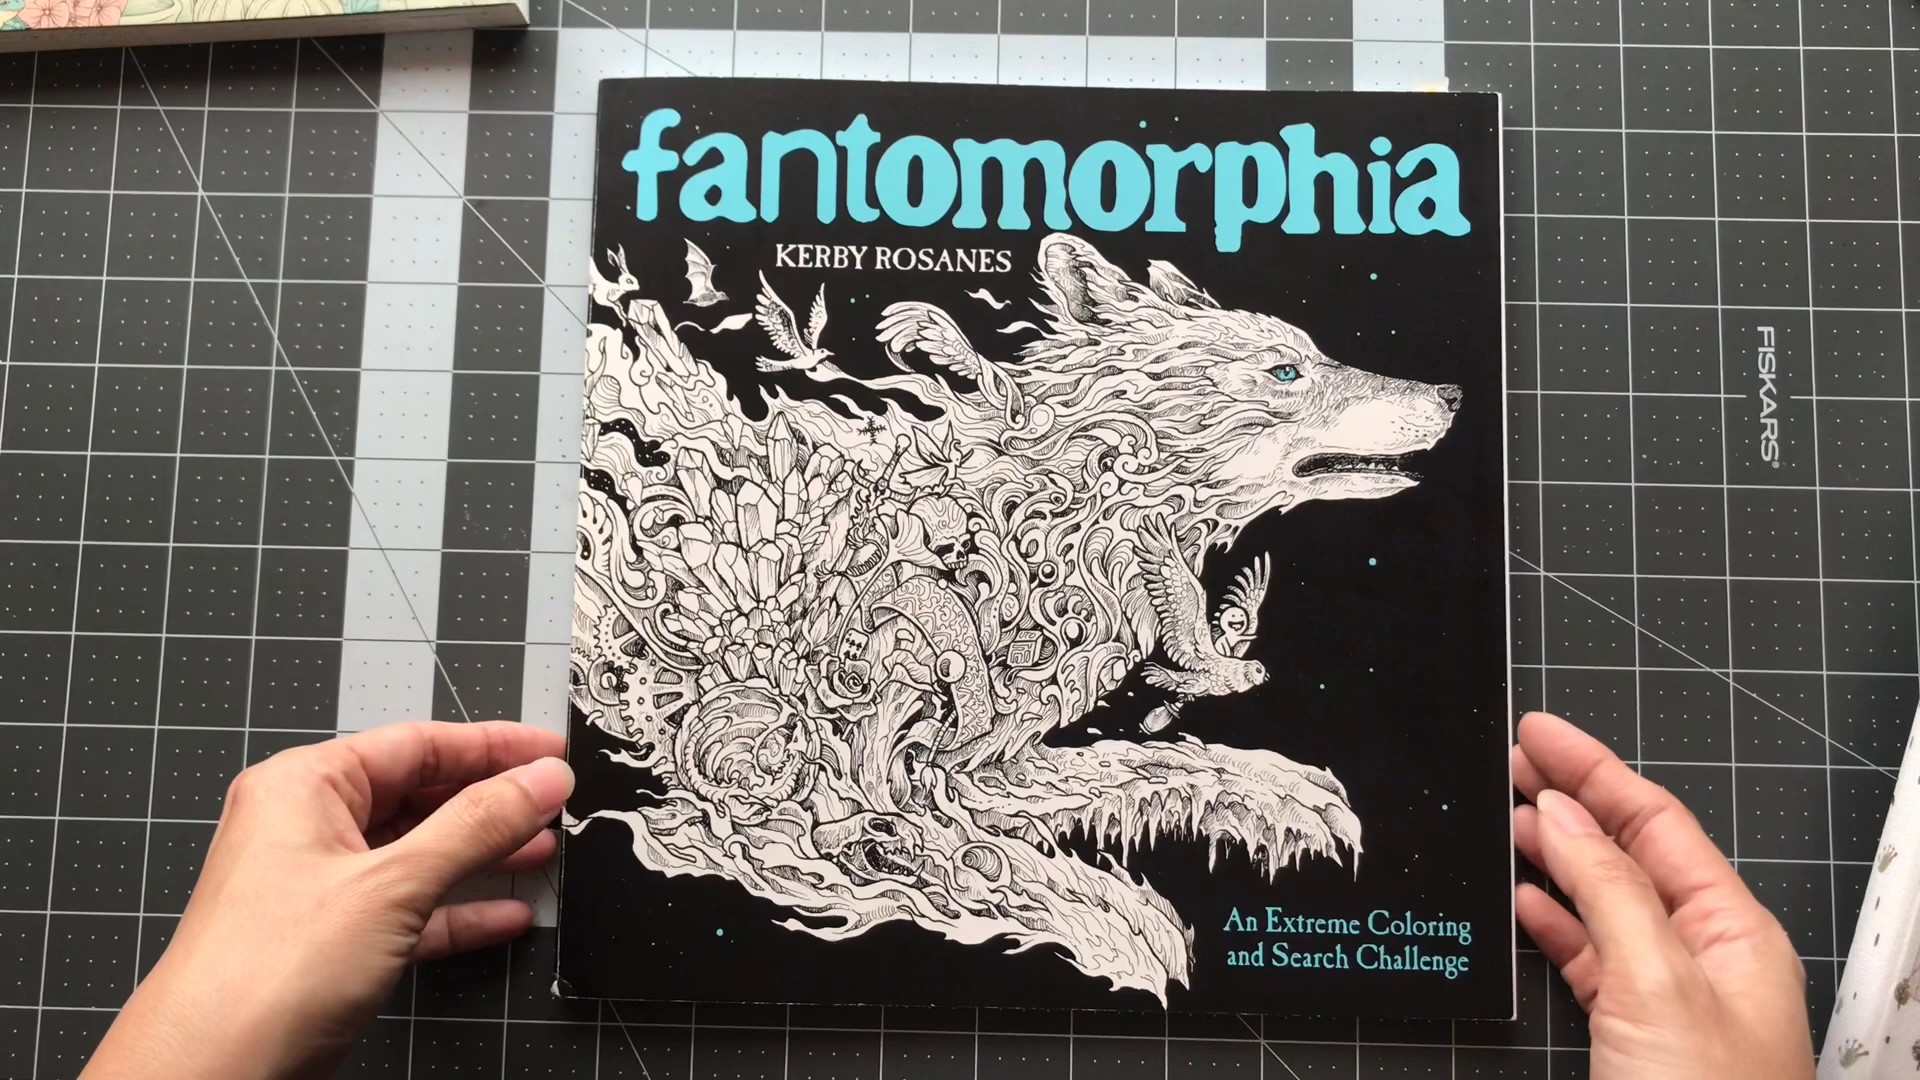 fantomorphia
KERBY ROSANES
FISKARS®
An Extreme Coloring
and Search Challenge